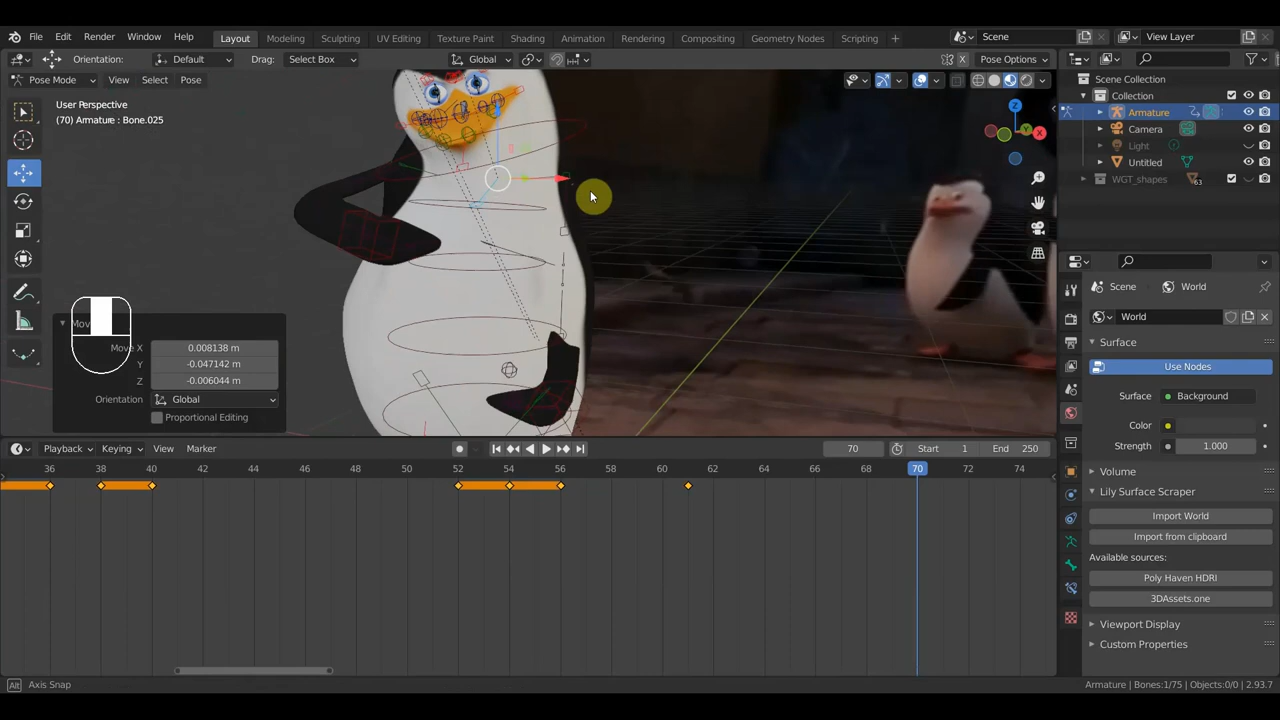 File Edit Render Window Help Layout Modeling Sculpting UV Editing Texture Paint Shading Animation Rendering Compositing Geometry Nodes Scripting + Scene View Layer
Orientation: Default Drag: Select Box Global Pose Options
Pose Mode View Select Pose
User Perspective
(70) Armature : Bone.025
Z
X
Y
Scene Collection
Collection
Armature
Camera
Light
Untitled
WGT_shapes 63
Scene World
World
Surface
Use Nodes
Surface Background
Color
Strength 1.000
Volume
Lily Surface Scraper
Import World
Import from clipboard
Available sources:
Poly Haven HDRI
3DAssets.one
Viewport Display
Custom Properties
Move X 0.008138 m
Y -0.047142 m
Z -0.006044 m
Orientation Global
Proportional Editing
Playback Keying View Marker 70 Start 1 End 250
36 38 40 42 44 46 48 50 52 54 56 58 60 62 64 66 68 70 72 74
Alt Axis Snap
Armature | Bones:1/75 | Objects:0/0 | 2.93.7